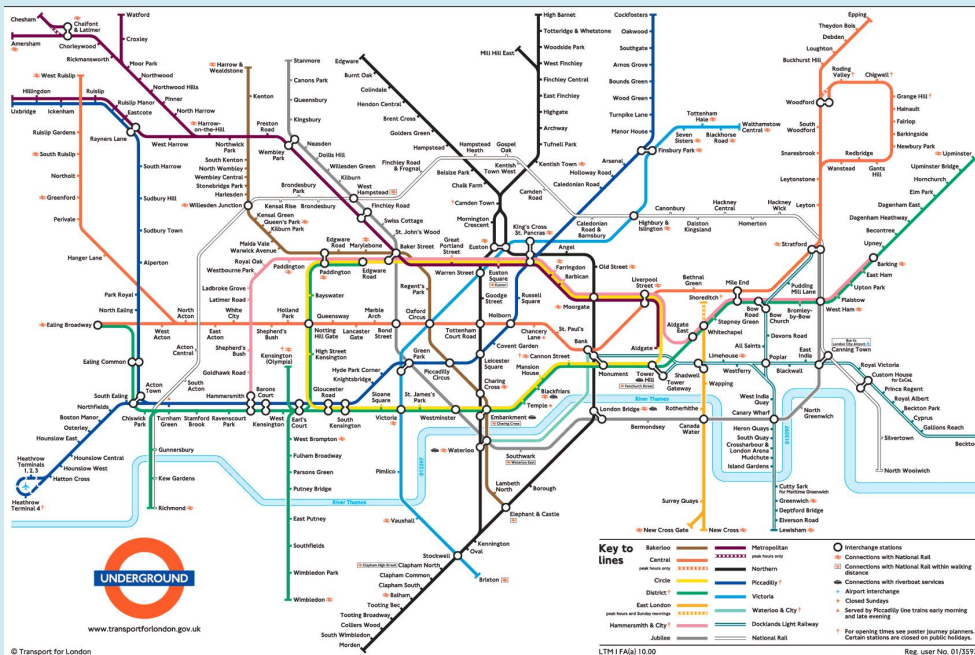 Chesham
Chalfont
& Latimer
Watford
Croxley
Amersham
Chorleywood
Rickmansworth
Moor Park
Northwood
Northwood Hills
Pinner
North Harrow
Harrow-
on-the-Hill
Northwick
Park
Preston
Road
Wembley
Park
West Ruislip
Hillingdon
Ruislip
Ruislip Manor
Eastcote
Uxbridge
Ickenham
Rayners Lane
West Harrow
Ruislip Gardens
South Ruislip
Northolt
Greenford
Perivale
Hanger Lane
South Harrow
Sudbury Hill
Sudbury Town
Alperton
Park Royal
North Ealing
Harrow &
Wealdstone
Kenton
South Kenton
North Wembley
Wembley Central
Stonebridge Park
Harlesden
Willesden Junction
Kensal Green
Queen's Park
Kilburn Park
Maida Vale
Warwick Avenue
Stanmore
Canons Park
Queensbury
Kingsbury
Neasden
Dollis Hill
Willesden Green
Kilburn
West
Hampstead
Finchley Road
Swiss Cottage
St. John's Wood
Kensal Rise
Brondesbury
Park
Brondesbury
Finchley Road
& Frognal
Hampstead
Heath
Gospel
Oak
Edgware
Burnt Oak
Colindale
Hendon Central
Brent Cross
Golders Green
Hampstead
Belsize Park
Chalk Farm
Camden Town
Mornington
Crescent
High Barnet
Totteridge & Whetstone
Woodside Park
Mill Hill East
West Finchley
Finchley Central
East Finchley
Highgate
Archway
Tufnell Park
Kentish Town
Kentish
Town West
Camden
Road
Cockfosters
Oakwood
Southgate
Arnos Grove
Bounds Green
Wood Green
Turnpike Lane
Manor House
Finsbury Park
Arsenal
Holloway Road
Caledonian Road
Tottenham
Hale
Seven
Sisters
Blackhorse
Road
Walthamstow
Central
Caledonian
Road &
Barnsbury
Highbury &
Islington
Canonbury
Dalston
Kingsland
Hackney
Central
Homerton
Hackney
Wick
Epping
Theydon Bois
Debden
Loughton
Buckhurst Hill
Roding
Valley
Chigwell
Grange Hill
Hainault
Fairlop
Barkingside
Newbury Park
Woodford
South
Woodford
Snaresbrook
Redbridge
Wanstead
Gants
Hill
Leytonstone
Leyton
Stratford
Upminster
Upminster Bridge
Hornchurch
Elm Park
Dagenham East
Dagenham Heathway
Becontree
Upney
Barking
East Ham
Upton Park
Plaistow
West Ham
Bromley-
by-Bow
Bow
Road
Bow
Church
Pudding
Mill Lane
Mile End
Stepney Green
Whitechapel
Shoreditch
Bethnal
Green
Liverpool
Street
Aldgate
East
Aldgate
Royal Oak
Westbourne Park
Ladbroke Grove
Latimer Road
Shepherd's
Bush
Goldhawk Road
Hammersmith
Paddington
Paddington
Edgware
Road
Edgware
Road
Marylebone
Baker Street
Great
Portland
Street
Warren Street
Euston
Euston
Square
Euston
King's Cross
St. Pancras
Angel
Old Street
Farringdon
Barbican
Moorgate
Regent's
Park
Goodge
Street
Russell
Square
Ealing Broadway
West
Acton
North
Acton
East
Acton
White
City
Shepherd's
Bush
Holland
Park
Notting
Hill Gate
Queensway
Lancaster
Gate
Marble
Arch
Bond
Street
Oxford
Circus
Tottenham
Court Road
Holborn
Chancery
Lane
St. Paul's
Bank
Bayswater
High Street
Kensington
Kensington
(Olympia)
Gloucester
Road
South
Kensington
Knightsbridge
Hyde Park Corner
Green
Park
Piccadilly
Circus
Leicester
Square
Covent Garden
Charing
Cross
Cannon Street
Mansion
House
Blackfriars
Temple
Embankment
Charing Cross
Monument
Tower
Hill
Fenchurch Street
Tower
Gateway
Ealing Common
Acton
Central
South
Acton
Acton
Town
South Ealing
Northfields
Boston Manor
Osterley
Hounslow East
Hounslow Central
Hounslow West
Hatton Cross
Heathrow
Terminals
1, 2, 3
Heathrow
Terminal 4
Chiswick
Park
Turnham
Green
Stamford
Brook
Ravenscourt
Park
Barons
Court
West
Kensington
Earl's
Court
Gunnersbury
Kew Gardens
Richmond
West Brompton
Fulham Broadway
Parsons Green
Putney Bridge
East Putney
Southfields
Wimbledon Park
Wimbledon
Sloane
Square
Victoria
St. James's
Park
Westminster
Waterloo
Southwark
Waterloo East
Pimlico
Vauxhall
Lambeth
North
Elephant & Castle
Borough
London Bridge
Kennington
Oval
Stockwell
Brixton
Clapham High Street
Clapham North
Clapham Common
Clapham South
Balham
Tooting Bec
Tooting Broadway
Colliers Wood
South Wimbledon
Morden
River Thames
River Thames
Bermondsey
Canada
Water
Shadwell
Wapping
Rotherhithe
Surrey Quays
New Cross Gate
New Cross
Limehouse
Westferry
Poplar
All Saints
Devons Road
Blackwall
East
India
Bus to
London City Airport
Canning Town
Royal Victoria
Custom House
for ExCeL
Prince Regent
Royal Albert
Beckton
Park
Cyprus
Gallions Reach
Beckton
Silvertown
North Woolwich
North
Greenwich
West India
Quay
Canary Wharf
Heron Quays
South Quay
Crossharbour &
London Arena
Mudchute
Island Gardens
Cutty Sark
for Maritime Greenwich
Greenwich
Deptford Bridge
Elverson Road
Lewisham
UNDERGROUND
www.transportforlondon.gov.uk
© Transport for London
Key to
lines
Bakerloo
Central
peak hours only
Circle
District
East London
peak hours and Sunday mornings
Hammersmith & City
Jubilee
Metropolitan
peak hours only
Northern
Piccadilly
Victoria
Waterloo & City
Docklands Light Railway
National Rail
Interchange stations
Connections with National Rail
Connections with National Rail within walking
distance
Connections with riverboat services
Airport interchange
Closed Sundays
Served by Piccadilly line trains early morning
and late evening
For opening times see poster journey planners.
Certain stations are closed on public holidays.
LTM I FA(a) 10.00
Reg. user No. 01/359